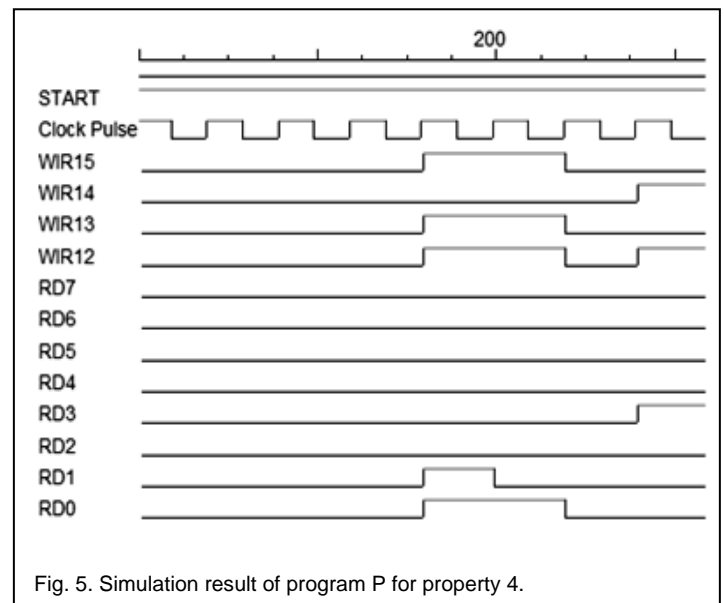 200
START
Clock Pulse
WIR15
WIR14
WIR13
WIR12
RD7
RD6
RD5
RD4
RD3
RD2
RD1
RD0
Fig. 5. Simulation result of program P for property 4.